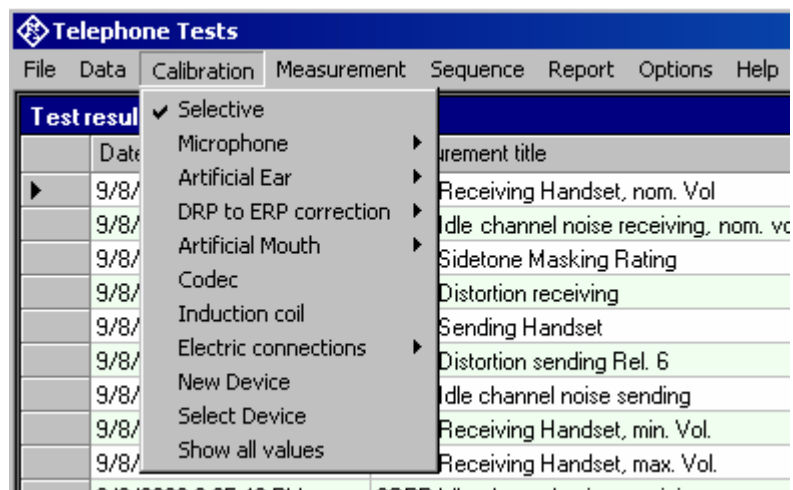 Telephone Tests
File Data Calibration Measurement Sequence Report Options Help
Test resul
Selective
Microphone
Artificial Ear
DRP to ERP correction
Artificial Mouth
Codec
Induction coil
Electric connections
New Device
Select Device
Show all values
Date urement title
9/8/ Receiving Handset, nom. Vol
9/8/ Idle channel noise receiving, nom. vo
9/8/ Sidetone Masking Rating
9/8/ Distortion receiving
9/8/ Sending Handset
9/8/ Distortion sending Rel. 6
9/8/ Idle channel noise sending
9/8/ Receiving Handset, min. Vol.
9/8/ Receiving Handset, max. Vol.